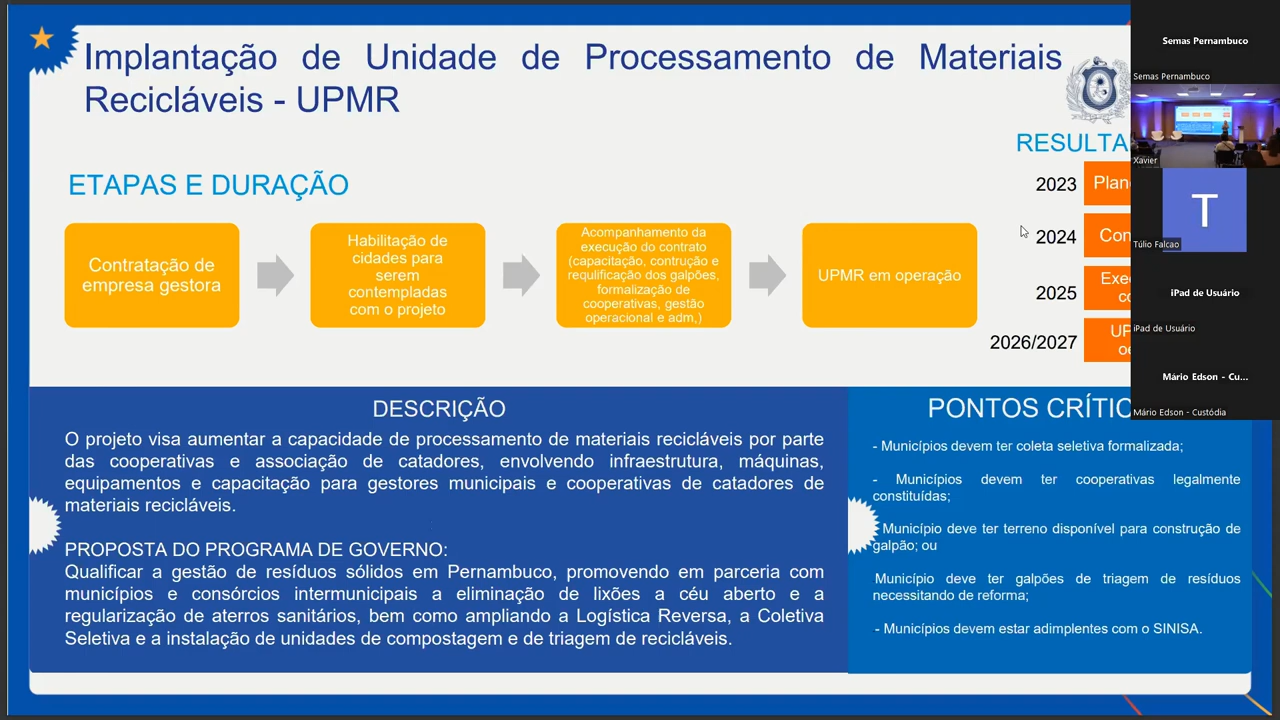 Implantação de Unidade de Processamento de Materiais
Recicláveis - UPMR
ETAPAS E DURAÇÃO
Contratação de
empresa gestora
Habilitação de
cidades para
serem
contempladas
com o projeto
Acompanhamento da
execução do contrato
(capacitação, contrução e
requlificação dos galpões,
formalização de
cooperativas, gestão
operacional e adm,)
UPMR em operação
2023
2024
2025
2026/2027
DESCRIÇÃO
O projeto visa aumentar a capacidade de processamento de materiais recicláveis por parte
das cooperativas e associação de catadores, envolvendo infraestrutura, máquinas,
equipamentos e capacitação para gestores municipais e cooperativas de catadores de
materiais recicláveis.
PROPOSTA DO PROGRAMA DE GOVERNO:
Qualificar a gestão de resíduos sólidos em Pernambuco, promovendo em parceria com
municípios e consórcios intermunicipais a eliminação de lixões a céu aberto e a
regularização de aterros sanitários, bem como ampliando a Logística Reversa, a Coletiva
Seletiva e a instalação de unidades de compostagem e de triagem de recicláveis.
PONTOS
- Municípios devem ter coleta seletiva formalizada;
- Municípios devem ter cooperativas legalmente
constituídas;
Município deve ter terreno disponível para construção de
galpão; ou
Município deve ter galpões de triagem de resíduos
necessitando de reforma;
- Municípios devem estar adimplentes com o SINISA.
Semas Pernambuco
Semas Pernambuco
Xavier
T
Túlio Falcao
iPad de Usuário
iPad de Usuário
Mário Edson - Cu...
Mário Edson - Custódia